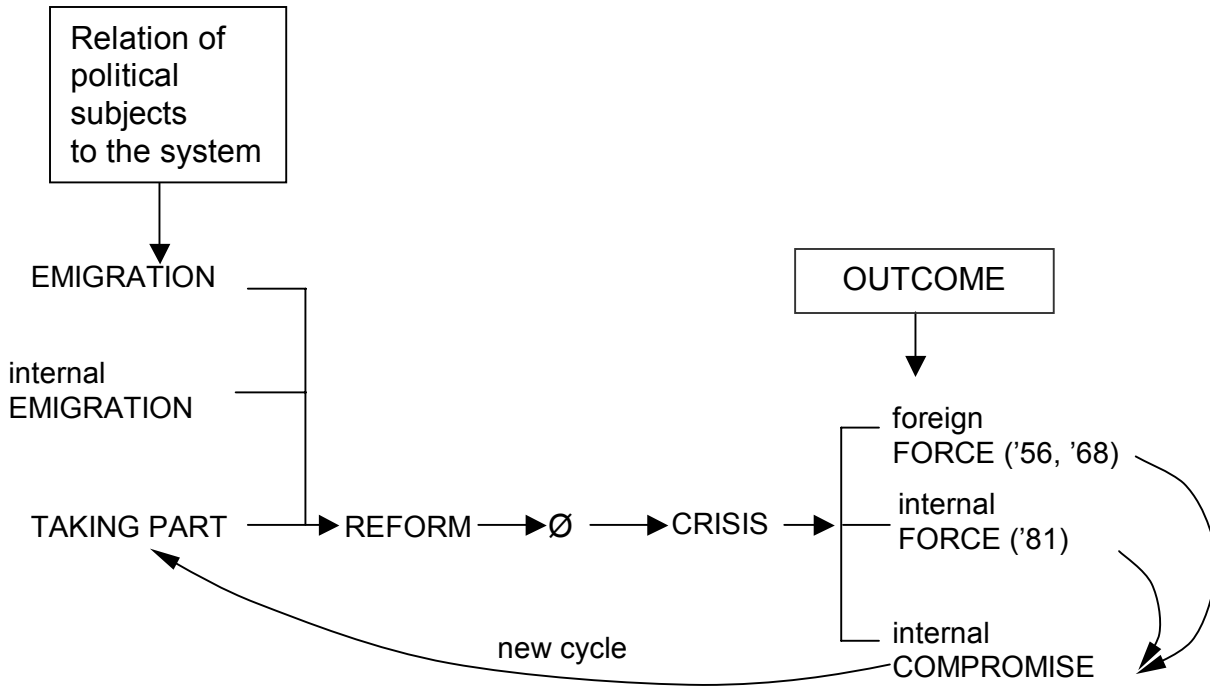 Relation of
political
subjects
to the system
EMIGRATION
internal
EMIGRATION
TAKING PART
REFORM
Ø
CRISIS
OUTCOME
foreign
FORCE (’56, ’68)
internal
FORCE (’81)
internal
COMPROMISE
new cycle